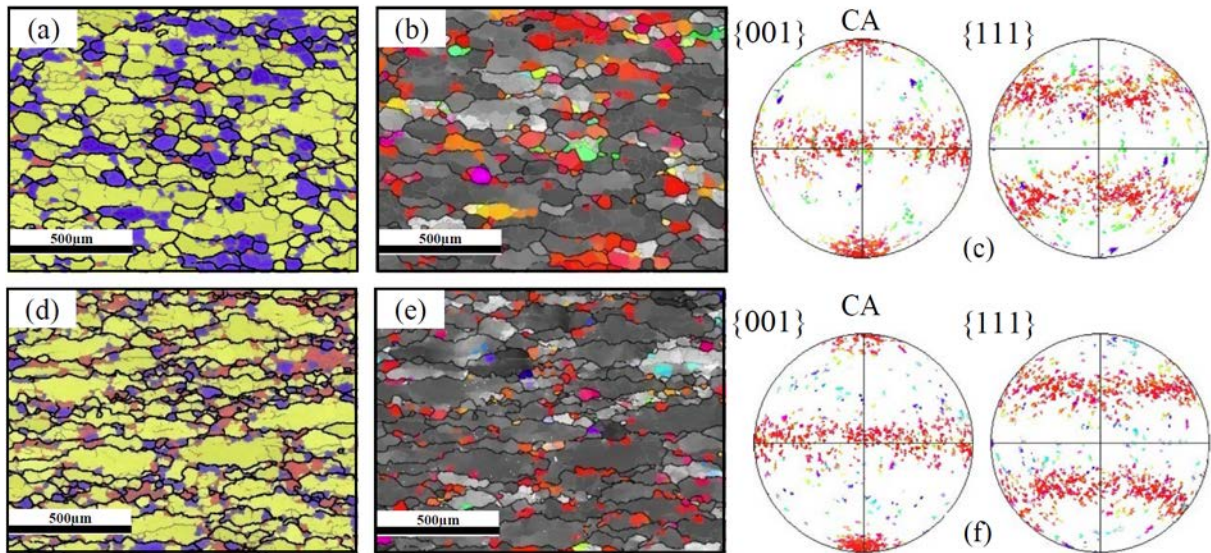 (a)
(b)
{001}
CA
{111}
500µm
500µm
(c)
(d)
(e)
{001}
CA
{111}
500µm
500µm
(f)